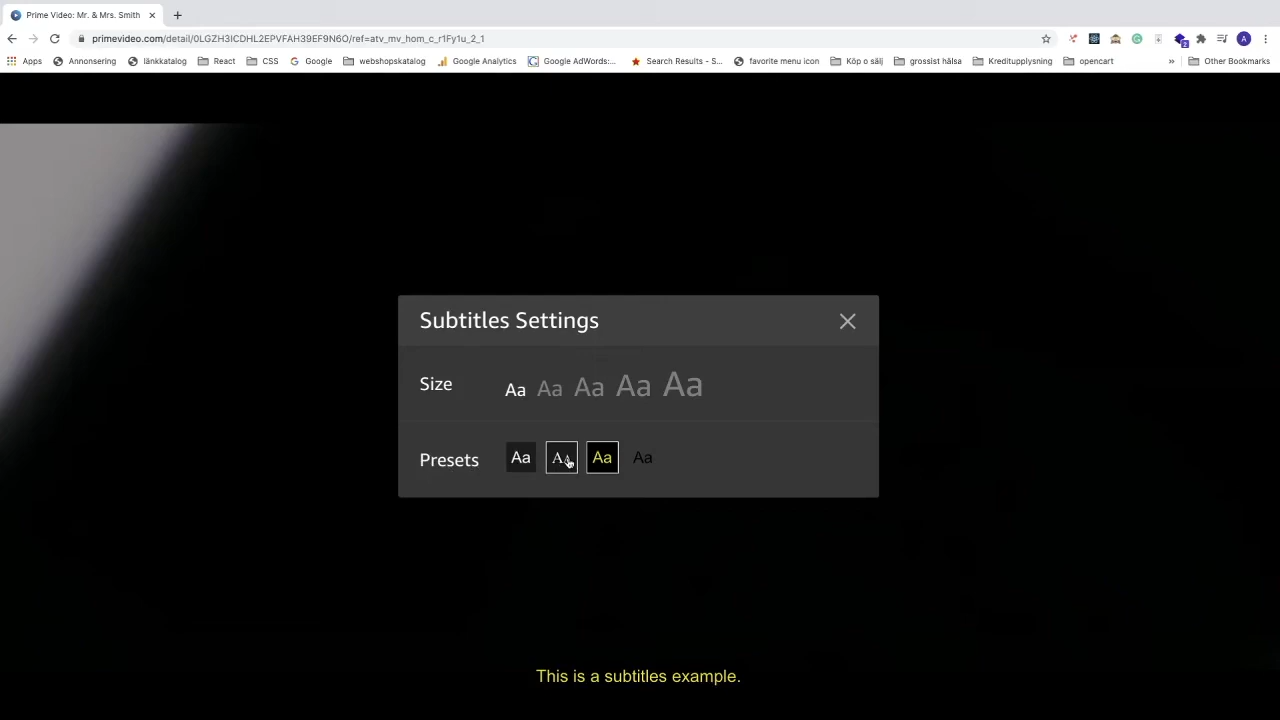 Prime Video: Mr. & Mrs. Smith
primevideo.com/detail/0LGZH3ICDHL2EPVFAH39EF9N6O/ref=atv_mv_hom_c_r1Fy1u_2_1
A
2
Apps Annonsering länkkatalog React CSS Google webshopskatalog Google Analytics Google AdWords:... Search Results - S... favorite menu icon Köp o sälj grossist hälsa Kreditupplysning opencart » Other Bookmarks
Subtitles Settings
Size Aa Aa Aa Aa Aa
Presets Aa AA Aa Aa
This is a subtitles example.